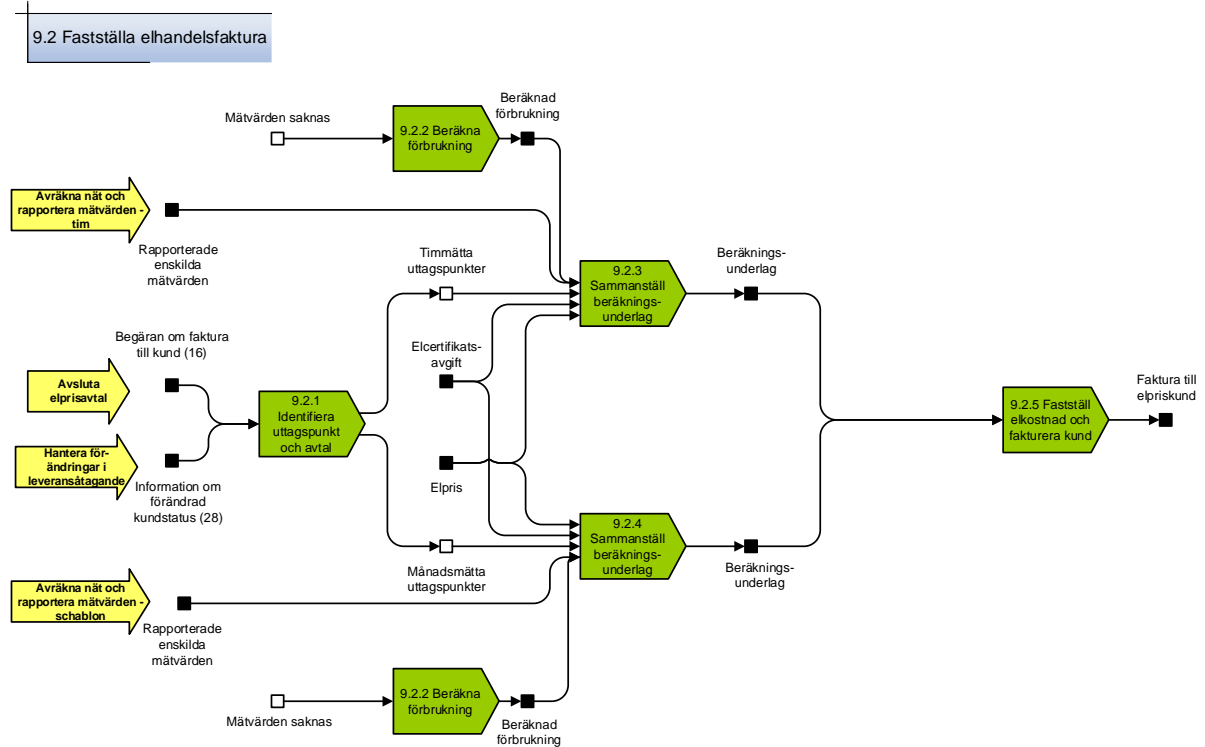 9.2 Fastställa elhandelsfaktura
Mätvärden saknas
9.2.2 Beräkna
förbrukning
Beräknad
förbrukning
Avräkna nät och
rapportera mätvärden -
tim
Rapporterade
enskilda
mätvärden
Timmätta
uttagspunkter
9.2.3
Sammanställ
beräknings-
underlag
Beräknings-
underlag
Begäran om faktura
till kund (16)
Avsluta
elprisavtal
Hantera för-
ändringar i
leveransåtagande
Information om
förändrad
kundstatus (28)
9.2.1
Identifiera
uttagspunkt
och avtal
Elcertifikats-
avgift
Elpris
9.2.5 Fastställ
elkostnad och
fakturera kund
Faktura till
elpriskund
Månadsmätta
uttagspunkter
9.2.4
Sammanställ
beräknings-
underlag
Beräknings-
underlag
Avräkna nät och
rapportera mätvärden -
schablon
Rapporterade
enskilda
mätvärden
Mätvärden saknas
9.2.2 Beräkna
förbrukning
Beräknad
förbrukning